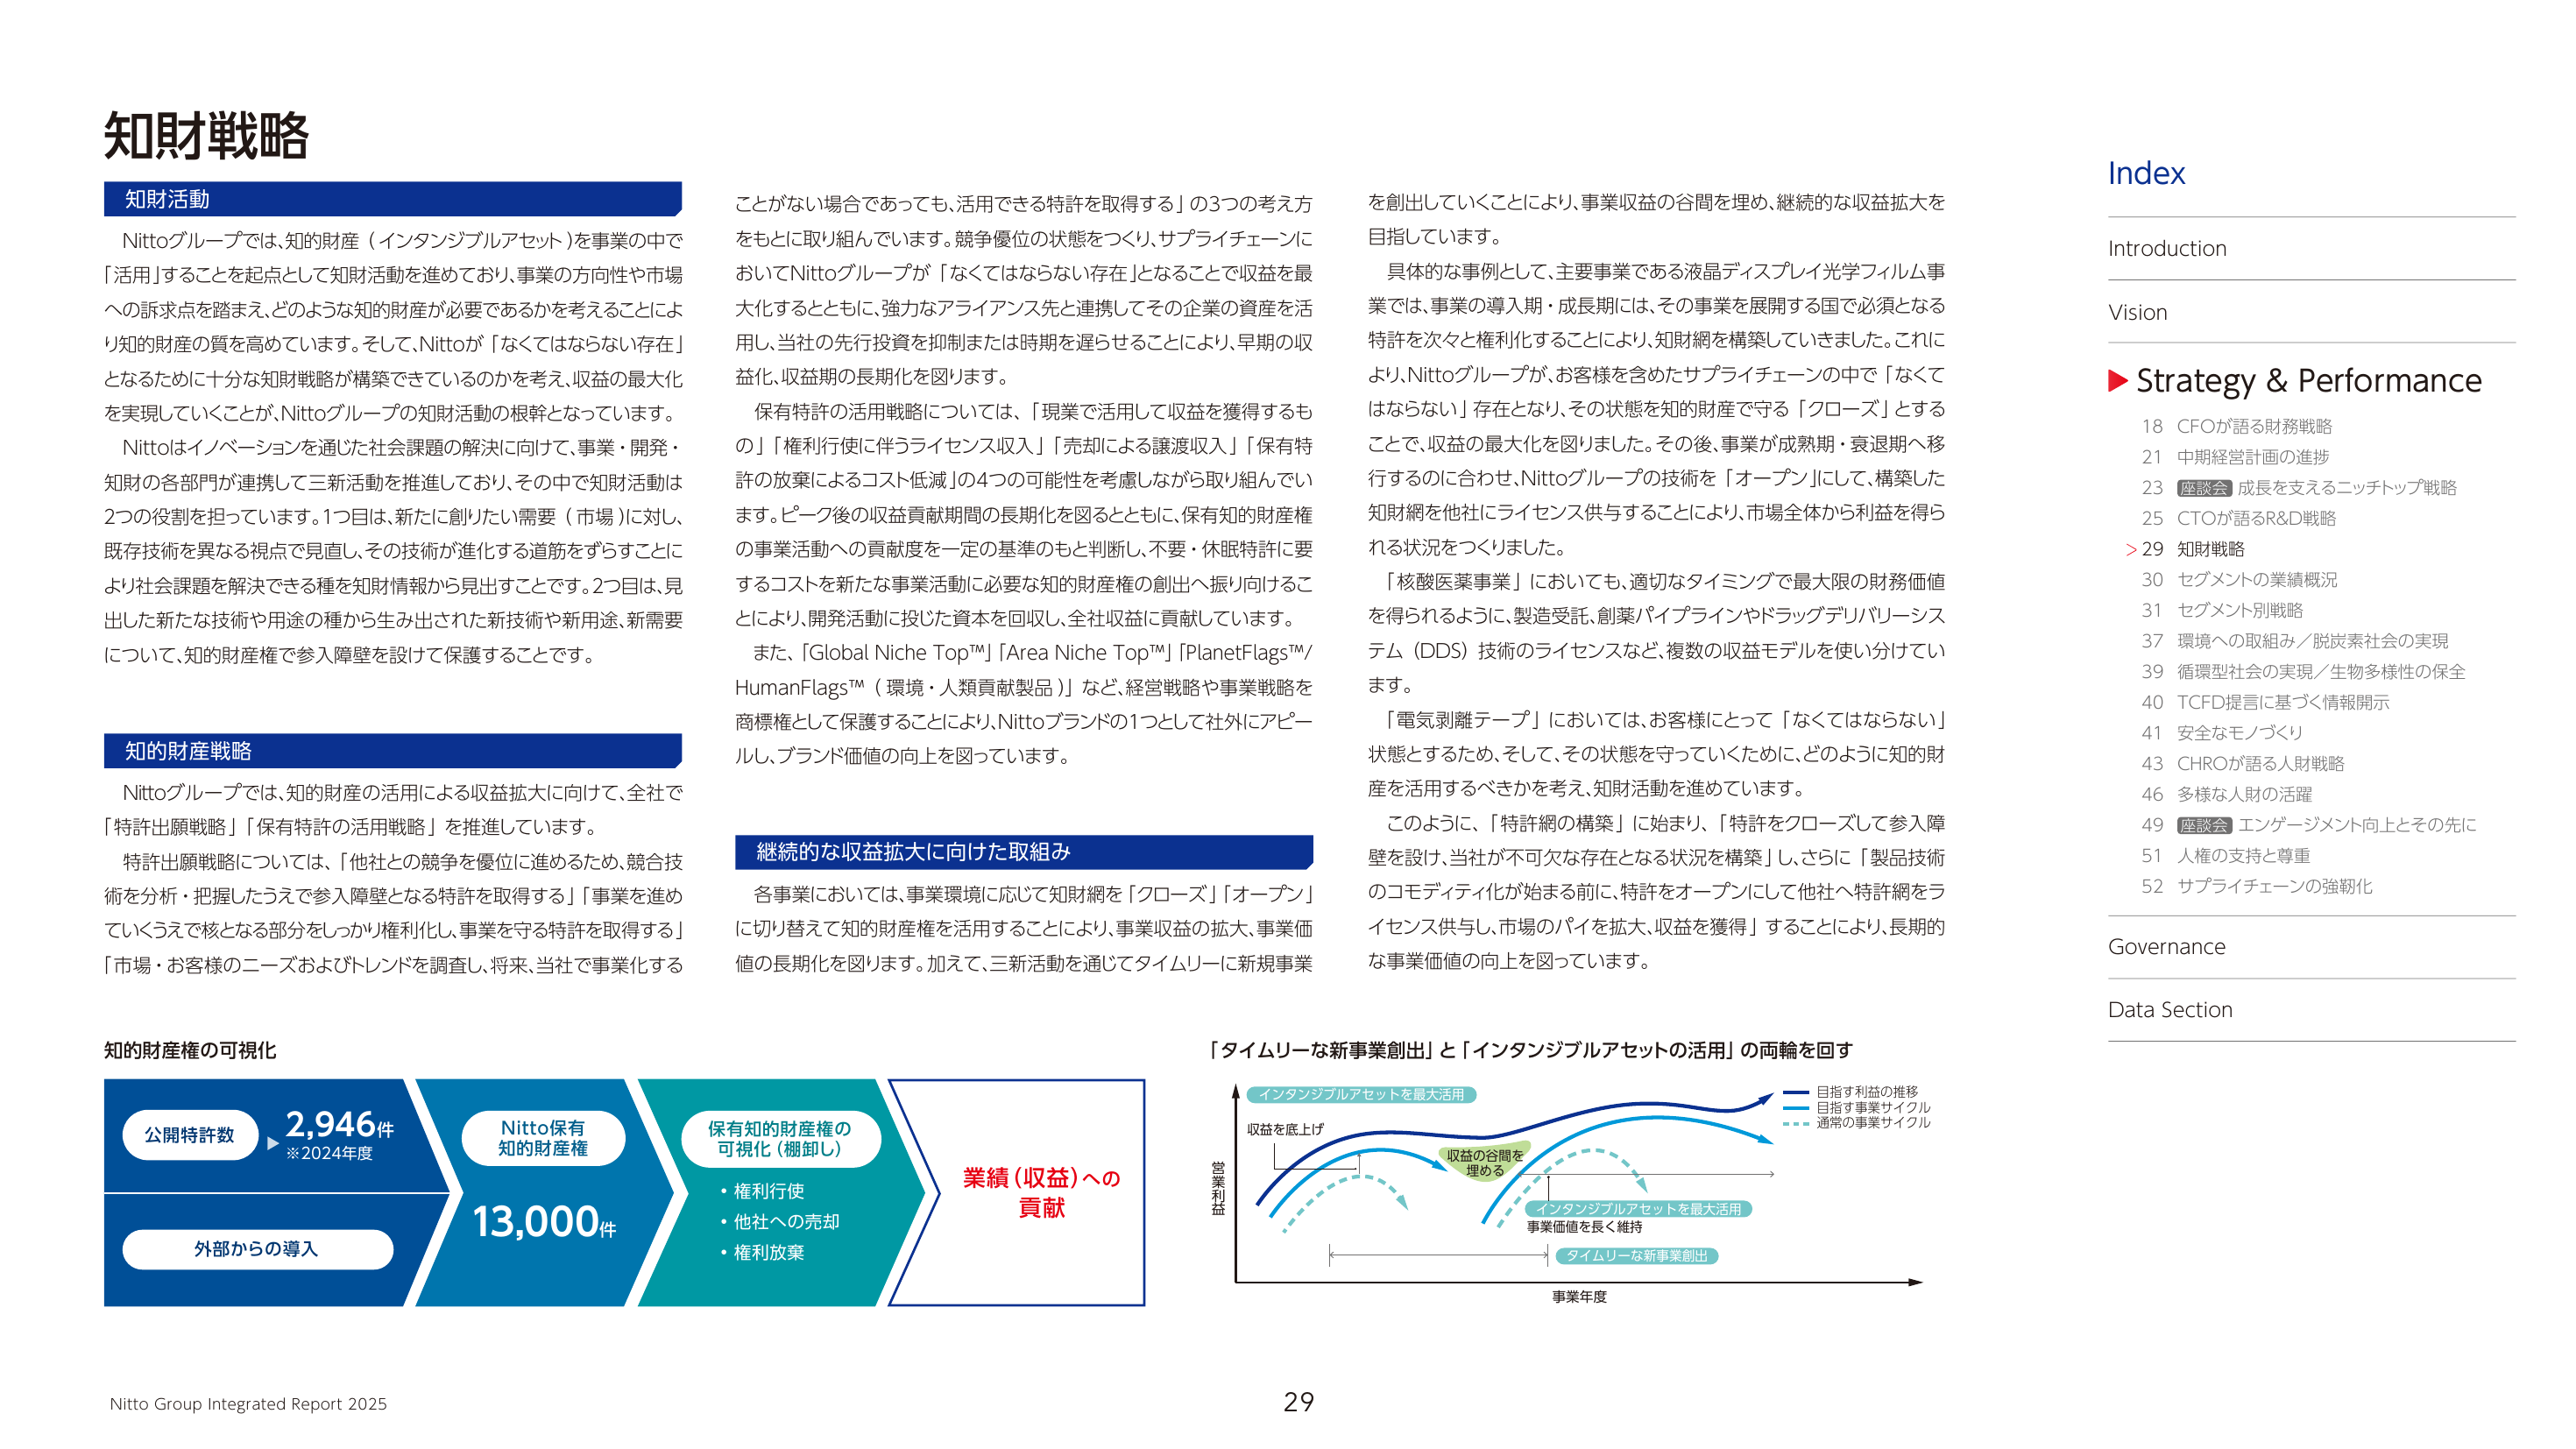 知財戦略
知財活動
Nittoグループでは、知的財産（インタンジブルアセット）を事業の中で
「活用」することを起点として知財活動を進めており、事業の方向性や市場
への訴求点を踏まえ、どのような知的財産が必要であるかを考えることによ
り知的財産の質を高めています。そして、Nittoが「なくてはならない存在」
となるために十分な知財戦略が構築できているのかを考え、収益の最大化
を実現していくことが、Nittoグループの知財活動の根幹となっています。
Nittoはイノベーションを通じた社会課題の解決に向けて、事業・開発・
知財の各部門が連携して三新活動を推進しており、その中で知財活動は
2つの役割を担っています。1つ目は、新たに創りたい需要（市場）に対し、
既存技術を異なる視点で見直し、その技術が進化する道筋をずらすことに
より社会課題を解決できる種を知財情報から見出すことです。2つ目は、見
出した新たな技術や用途の種から生み出された新技術や新用途、新需要
について、知的財産権で参入障壁を設けて保護することです。
知的財産戦略
Nittoグループでは、知的財産の活用による収益拡大に向けて、全社で
「特許出願戦略」「保有特許の活用戦略」を推進しています。
特許出願戦略については、「他社との競争を優位に進めるため、競合技
術を分析・把握したうえで参入障壁となる特許を取得する」「事業を進め
ていくうえで核となる部分をしっかり権利化し、事業を守る特許を取得する」
「市場・お客様のニーズおよびトレンドを調査し、将来、当社で事業化する
ことがない場合であっても、活用できる特許を取得する」の3つの考え方
をもとに取り組んでいます。競争優位の状態をつくり、サプライチェーンに
おいてNittoグループが「なくてはならない存在」となることで収益を最
大化するとともに、強力なアライアンス先と連携してその企業の資産を活
用し、当社の先行投資を抑制または時期を遅らせることにより、早期の収
益化、収益期の長期化を図ります。
保有特許の活用戦略については、「現業で活用して収益を獲得するも
の」「権利行使に伴うライセンス収入」「売却による譲渡収入」「保有特
許の放棄によるコスト低減」の4つの可能性を考慮しながら取り組んでい
ます。ピーク後の収益貢献期間の長期化を図るとともに、保有知的財産権
の事業活動への貢献度を一定の基準のもと判断し、不要・休眠特許に要
するコストを新たな事業活動に必要な知的財産権の創出へ振り向けるこ
とにより、開発活動に投じた資本を回収し、全社収益に貢献しています。
また、「Global Niche Top™」「Area Niche Top™」「PlanetFlags™/
HumanFlags™（環境・人類貢献製品）」など、経営戦略や事業戦略を
商標権として保護することにより、Nittoブランドの1つとして社外にアピー
ルし、ブランド価値の向上を図っています。
継続的な収益拡大に向けた取組み
各事業においては、事業環境に応じて知財網を「クローズ」「オープン」
に切り替えて知的財産権を活用することにより、事業収益の拡大、事業価
値の長期化を図ります。加えて、三新活動を通じてタイムリーに新規事業
を創出していくことにより、事業収益の谷間を埋め、継続的な収益拡大を
目指しています。
具体的な事例として、主要事業である液晶ディスプレイ光学フィルム事
業では、事業の導入期・成長期には、その事業を展開する国で必須となる
特許を次々と権利化することにより、知財網を構築していきました。これに
より、Nittoグループが、お客様を含めたサプライチェーンの中で「なくて
はならない」存在となり、その状態を知的財産で守る「クローズ」とする
ことで、収益の最大化を図りました。その後、事業が成熟期・衰退期へ移
行するのに合わせ、Nittoグループの技術を「オープン」にして、構築した
知財網を他社にライセンス供与することにより、市場全体から利益を得ら
れる状況をつくりました。
「核酸医薬事業」においても、適切なタイミングで最大限の財務価値
を得られるように、製造受託、創薬パイプラインやドラッグデリバリーシス
テム（DDS）技術のライセンスなど、複数の収益モデルを使い分けてい
ます。
「電気剥離テープ」においては、お客様にとって「なくてはならない」
状態とするため、そして、その状態を守っていくために、どのように知的財
産を活用するべきかを考え、知財活動を進めています。
このように、「特許網の構築」に始まり、「特許をクローズして参入障
壁を設け、当社が不可欠な存在となる状況を構築」し、さらに「製品技術
のコモディティ化が始まる前に、特許をオープンにして他社へ特許網をラ
イセンス供与し、市場のパイを拡大、収益を獲得」することにより、長期的
な事業価値の向上を図っています。
知的財産権の可視化
公開特許数
2,946件
※2024年度
外部からの導入
Nitto保有
知的財産権
13,000件
保有知的財産権の
可視化（棚卸し）
・権利行使
・他社への売却
・権利放棄
業績（収益）への
貢献
「タイムリーな新事業創出」と「インタンジブルアセットの活用」の両輪を回す
インタンジブルアセットを最大活用
収益を底上げ
収益の谷間を
埋める
インタンジブルアセットを最大活用
事業価値を長く維持
タイムリーな新事業創出
営業利益
事業年度
目指す利益の推移
目指す事業サイクル
通常の事業サイクル
Index
Introduction
Vision
Strategy & Performance
18 CFOが語る財務戦略
21 中期経営計画の進捗
23 座談会 成長を支えるニッチトップ戦略
25 CTOが語るR&D戦略
> 29 知財戦略
30 セグメントの業績概況
31 セグメント別戦略
37 環境への取組み／脱炭素社会の実現
39 循環型社会の実現／生物多様性の保全
40 TCFD提言に基づく情報開示
41 安全なモノづくり
43 CHROが語る人財戦略
46 多様な人財の活躍
49 座談会 エンゲージメント向上とその先に
51 人権の支持と尊重
52 サプライチェーンの強靭化
Governance
Data Section
Nitto Group Integrated Report 2025
29